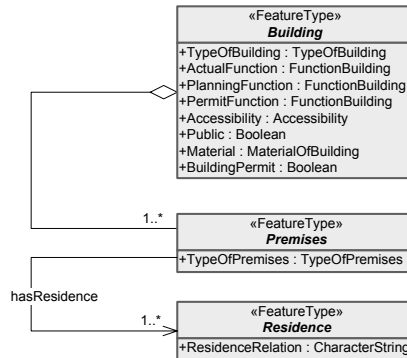 «FeatureType»
Building
+TypeOfBuilding : TypeOfBuilding
+ActualFunction : FunctionBuilding
+PlanningFunction : FunctionBuilding
+PermitFunction : FunctionBuilding
+Accessibility : Accessibility
+Public : Boolean
+Material : MaterialOfBuilding
+BuildingPermit : Boolean
1..*
«FeatureType»
Premises
+TypeOfPremises : TypeOfPremises
hasResidence
1..*
«FeatureType»
Residence
+ResidenceRelation : CharacterString